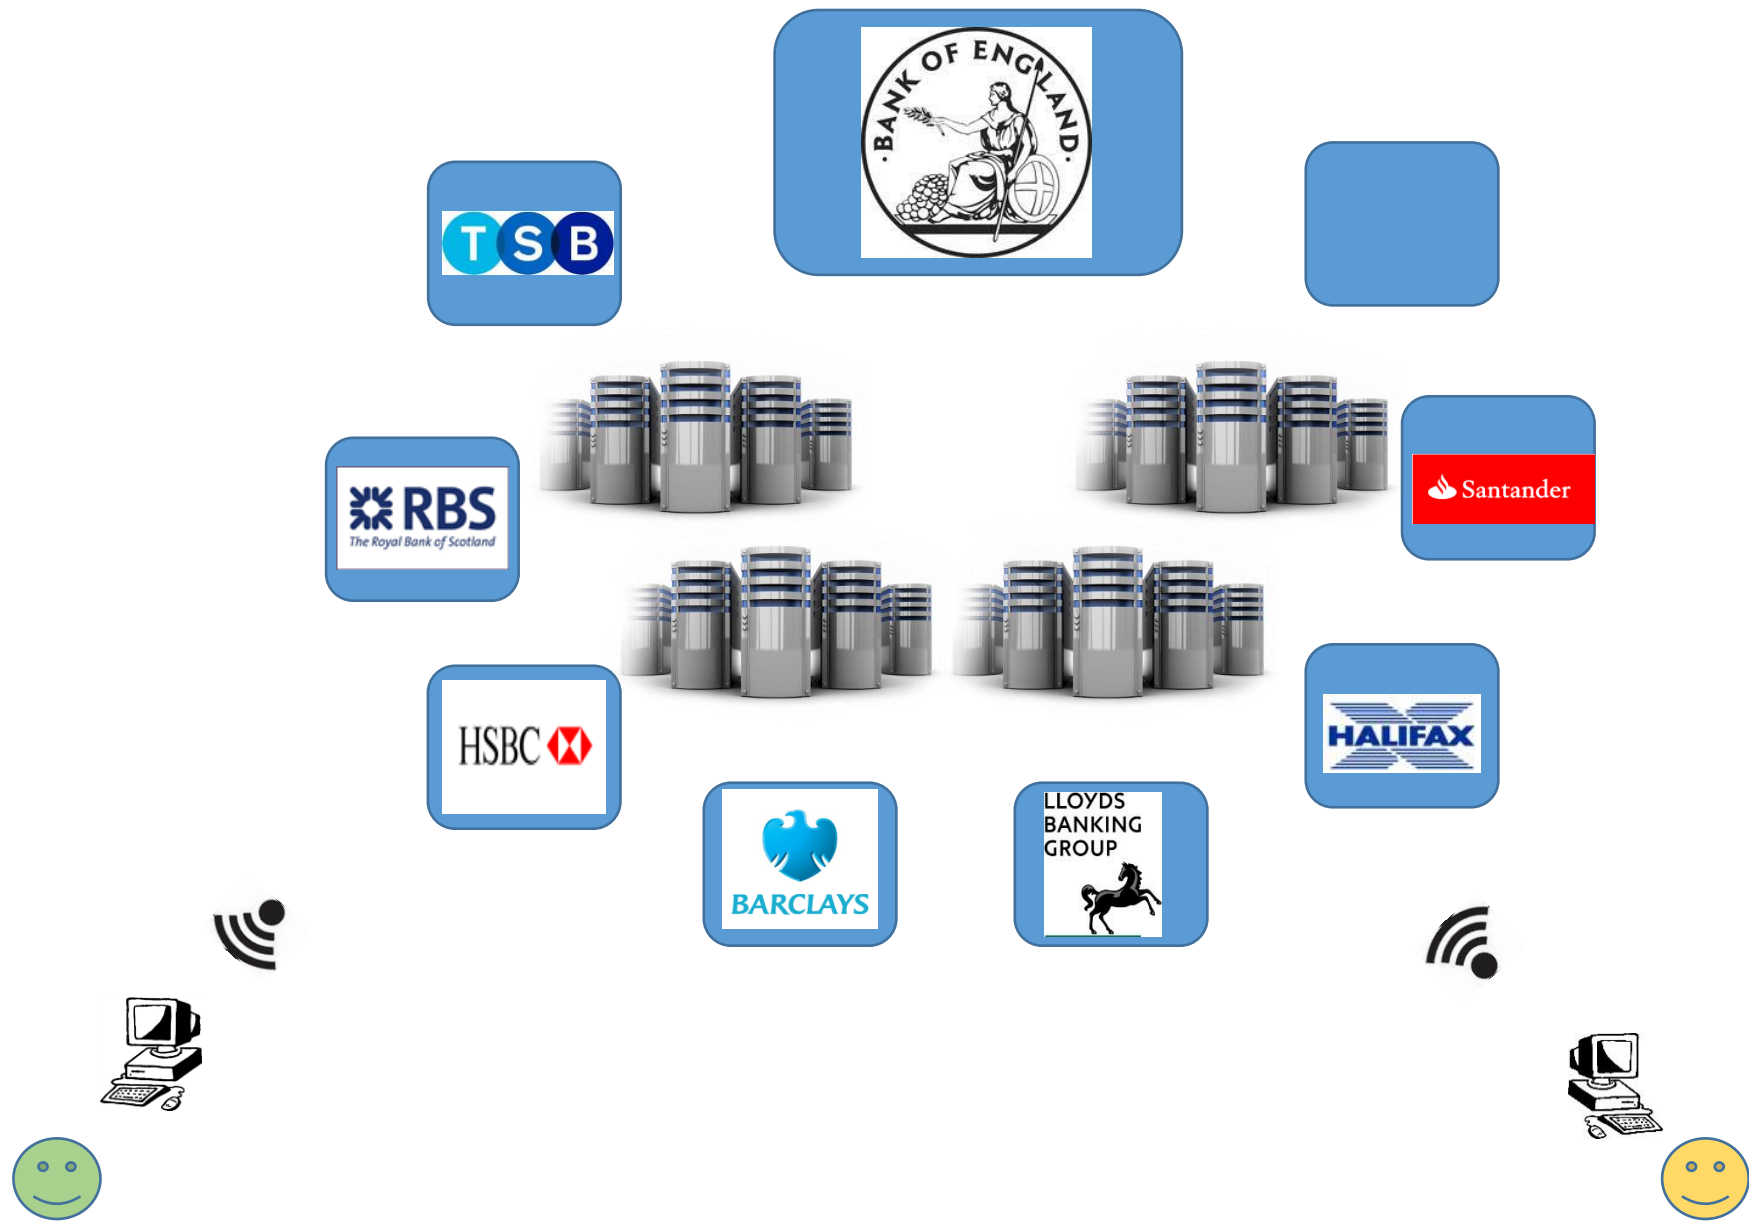 BANK OF ENGLAND
TSB
RBS
The Royal Bank of Scotland
Santander
HSBC
HALIFAX
BARCLAYS
LLOYDS
BANKING
GROUP